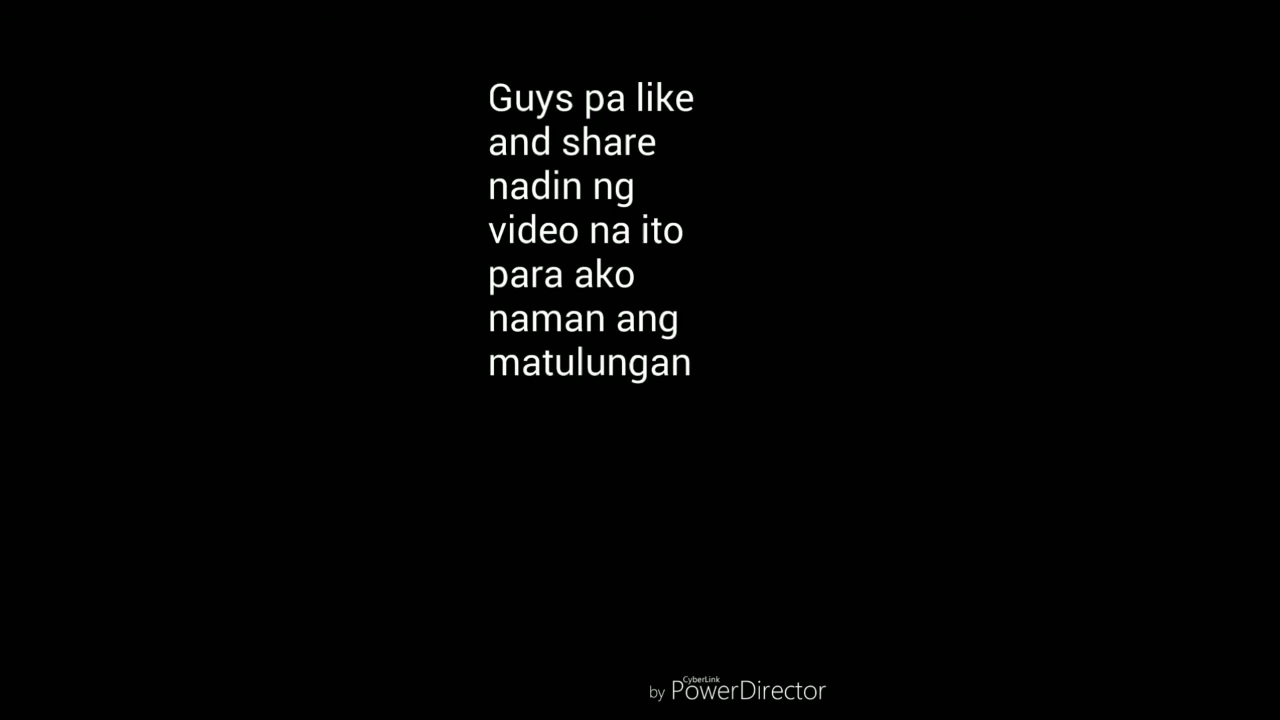 Guys pa like
and share
nadin ng
video na ito
para ako
naman ang
matulungan
CyberLink
by PowerDirector